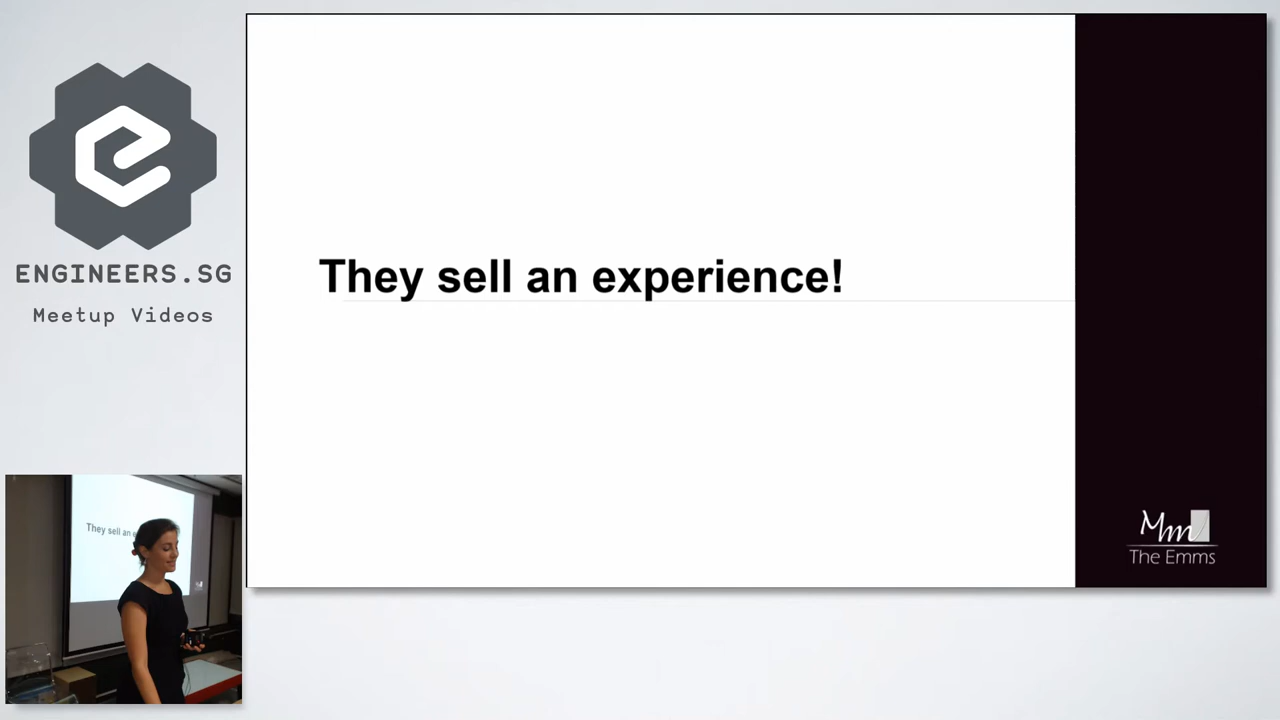 ENGINEERS.SG
Meetup Videos
They sell an experience!
Mm
The Emms
They sell an e